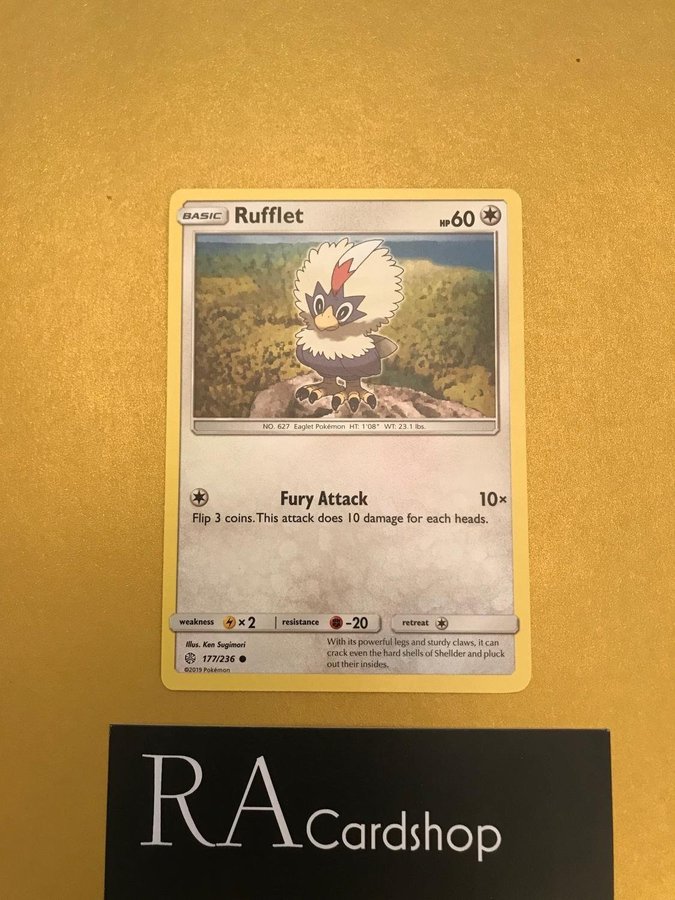 BASIC Rufflet HP60
NO. 627 Eaglet Pokémon HT: 1'08" WT: 23.1 lbs.
Fury Attack 10×
Flip 3 coins. This attack does 10 damage for each heads.
weakness ×2 resistance -20 retreat
Illus. Ken Sugimori
177/236
©2019 Pokémon
With its powerful legs and sturdy claws, it can
crack even the hard shells of Shellder and pluck
out their insides.
RA Cardshop